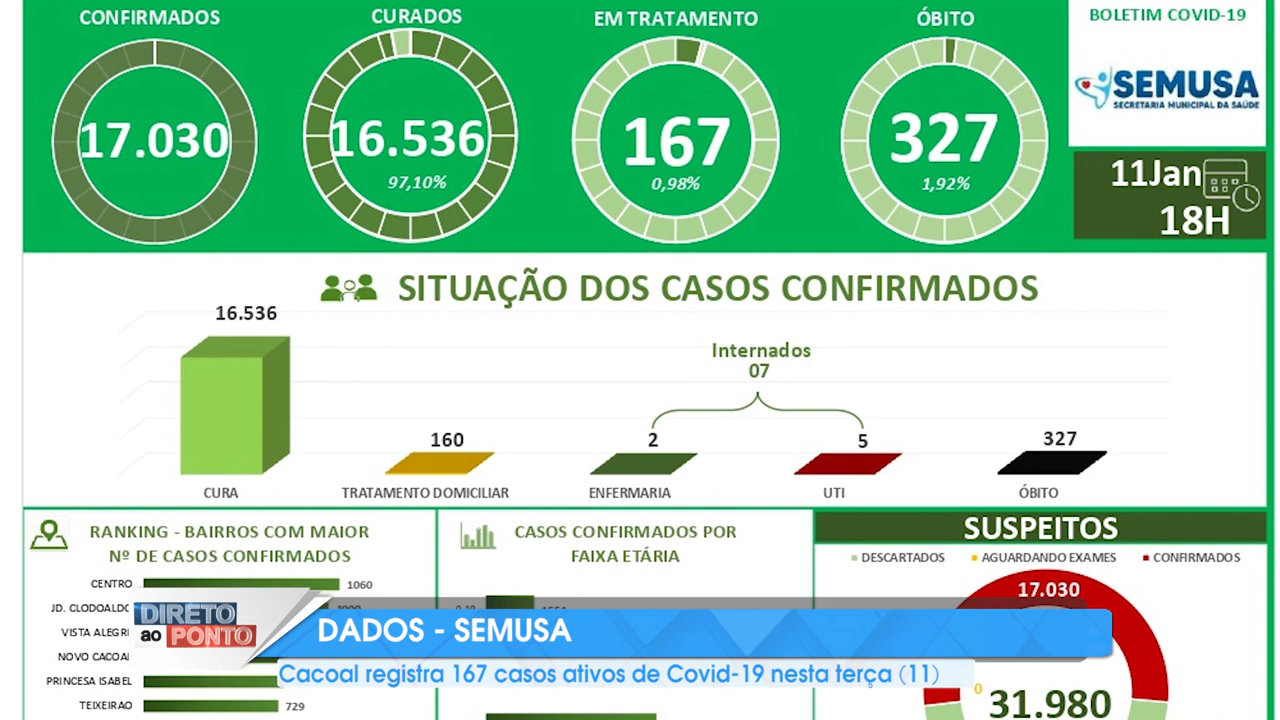 CONFIRMADOS
17.030
CURADOS
16.536
97,10%
EM TRATAMENTO
167
0,98%
ÓBITO
327
1,92%
BOLETIM COVID-19
SEMUSA
SECRETARIA MUNICIPAL DA SAÚDE
11Jan
18H
SITUAÇÃO DOS CASOS CONFIRMADOS
16.536
Internados
07
160
2
5
327
CURA
TRATAMENTO DOMICILIAR
ENFERMARIA
UTI
ÓBITO
RANKING - BAIRROS COM MAIOR
Nº DE CASOS CONFIRMADOS
CENTRO
1060
JD. CLODOALDO
VISTA ALEGRE
NOVO CACOAL
PRINCESA ISABEL
TEIXEIRAO
729
CASOS CONFIRMADOS POR
FAIXA ETÁRIA
SUSPEITOS
DESCARTADOS
AGUARDANDO EXAMES
CONFIRMADOS
17.030
0
31.980
DIRETO
ao PONTO
DADOS - SEMUSA
Cacoal registra 167 casos ativos de Covid-19 nesta terça (11)